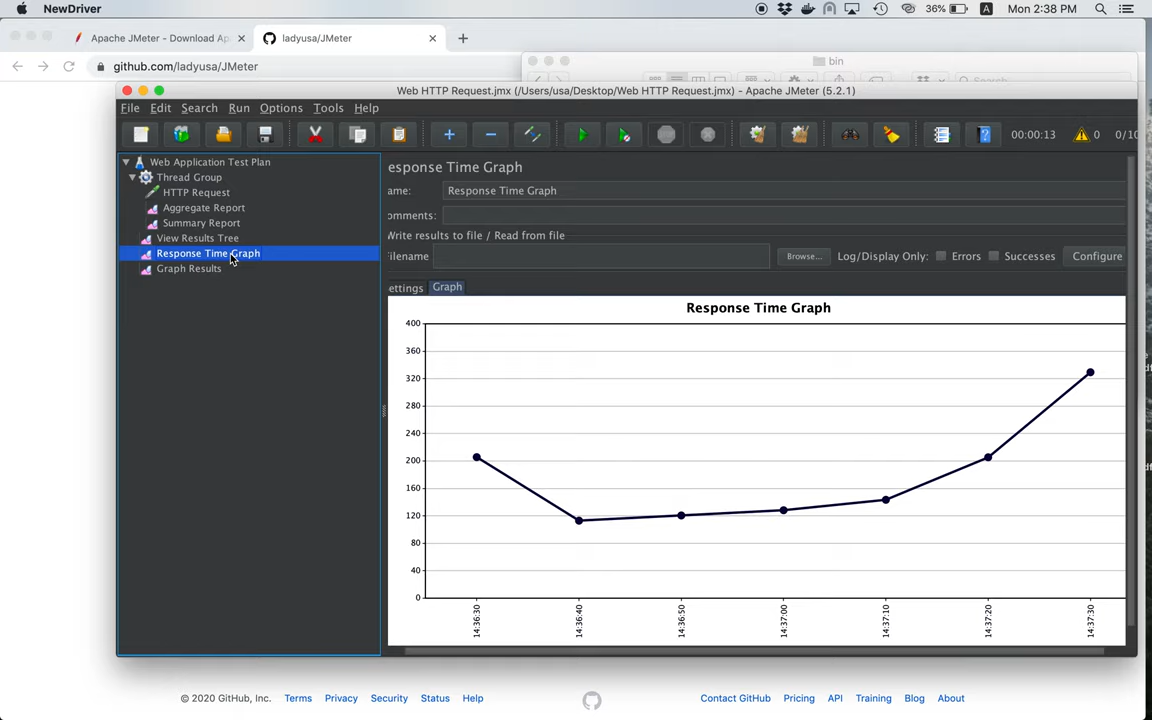 NewDriver
36%
A
Mon 2:38 PM
Apache JMeter - Download Ap
ladyusa/JMeter
github.com/ladyusa/JMeter
bin
Search
Web HTTP Request.jmx (/Users/usa/Desktop/Web HTTP Request.jmx) - Apache JMeter (5.2.1)
File Edit Search Run Options Tools Help
00:00:13
0
0/10
Web Application Test Plan
Thread Group
HTTP Request
Aggregate Report
Summary Report
View Results Tree
Response Time Graph
Graph Results
esponse Time Graph
ame: Response Time Graph
omments:
Write results to file / Read from file
ilename
Browse...
Log/Display Only:
Errors
Successes
Configure
ettings
Graph
Response Time Graph
400
360
320
280
240
200
160
120
80
40
0
14:36:30
14:36:40
14:36:50
14:37:00
14:37:10
14:37:20
14:37:30
© 2020 GitHub, Inc. Terms Privacy Security Status Help
Contact GitHub Pricing API Training Blog About